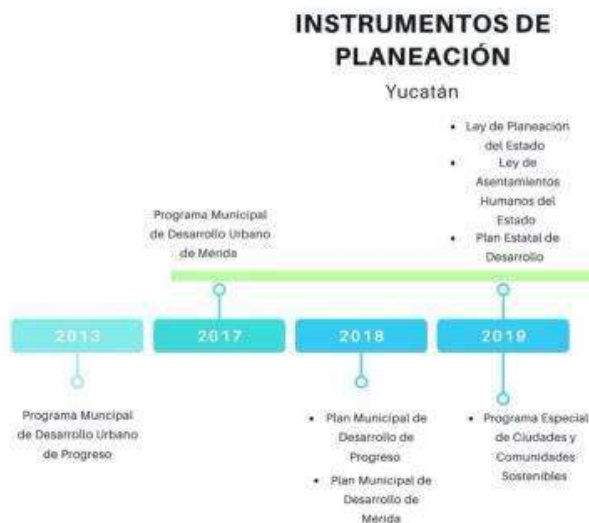 INSTRUMENTOS DE
PLANEACIÓN
Yucatán
• Ley de Planeación
del Estado
• Ley de
Asentamientos
Humanos del
Estado
• Plan Estatal de
Desarrollo
Programa Municipal
de Desarrollo Urbano
de Mérida
2013
2017
2018
2019
Programa Muncipal
de Desarrollo Urbano
de Progreso
• Plan Municipal de
Desarrollo de
Progreso
• Plan Municipal de
Desarrollo de
Mérida
• Programa Especial
de Ciudades y
Comunidades
Sostenibles